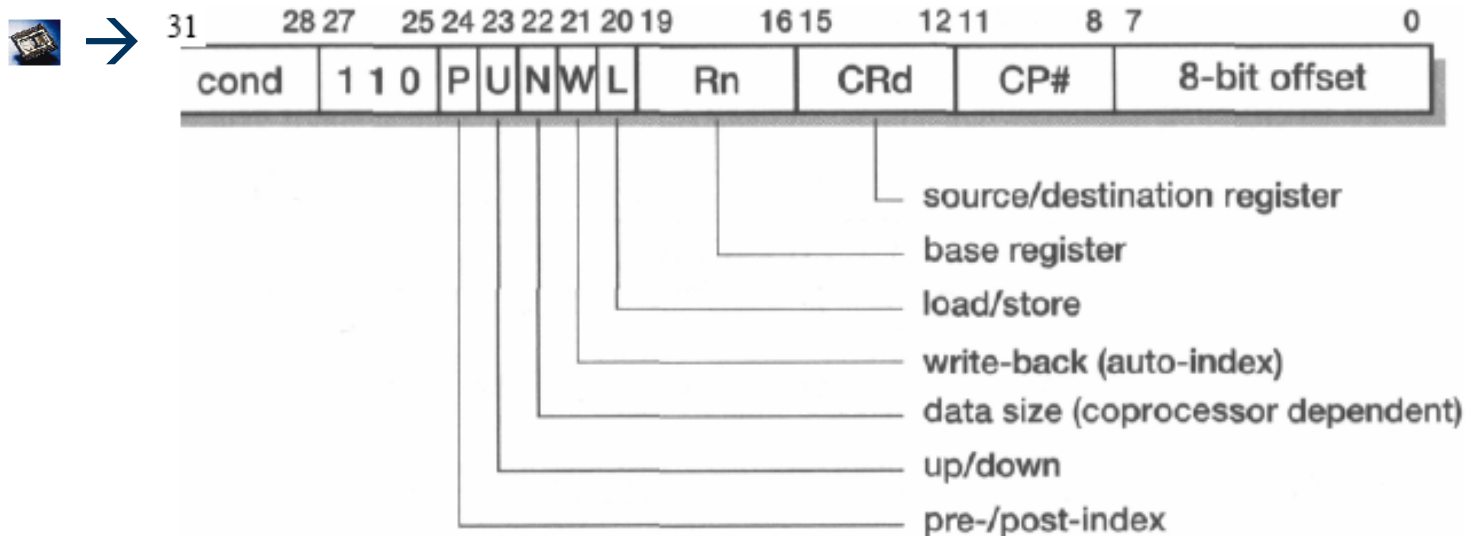 31 28 27 25 24 23 22 21 20 19 16 15 12 11 8 7 0
cond 1 1 0 P U N W L Rn CRd CP# 8-bit offset
source/destination register
base register
load/store
write-back (auto-index)
data size (coprocessor dependent)
up/down
pre-/post-index